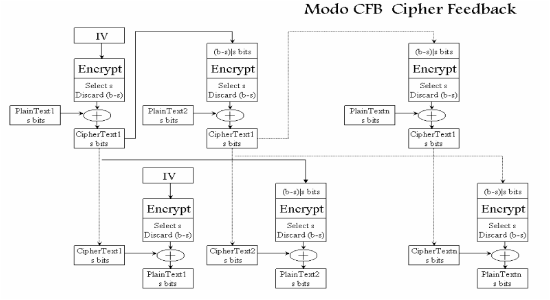 Modo CFB Cipher Feedback
IV
(b-s)|s bits
(b-s)|s bits
Encrypt
Encrypt
Encrypt
Select s
Discard (b-s)
Select s
Discard (b-s)
Select s
Discard (b-s)
PlainText1
s bits
PlainText2
s bits
PlainTextn
s bits
CipherText1
s bits
CipherText1
s bits
CipherText1
s bits
IV
(b-s)|s bits
(b-s)|s bits
Encrypt
Encrypt
Encrypt
Select s
Discard (b-s)
Select s
Discard (b-s)
Select s
Discard (b-s)
CipherText1
s bits
CipherText2
s bits
CipherTextn
s bits
PlainText1
s bits
PlainText2
s bits
PlainTextn
s bits